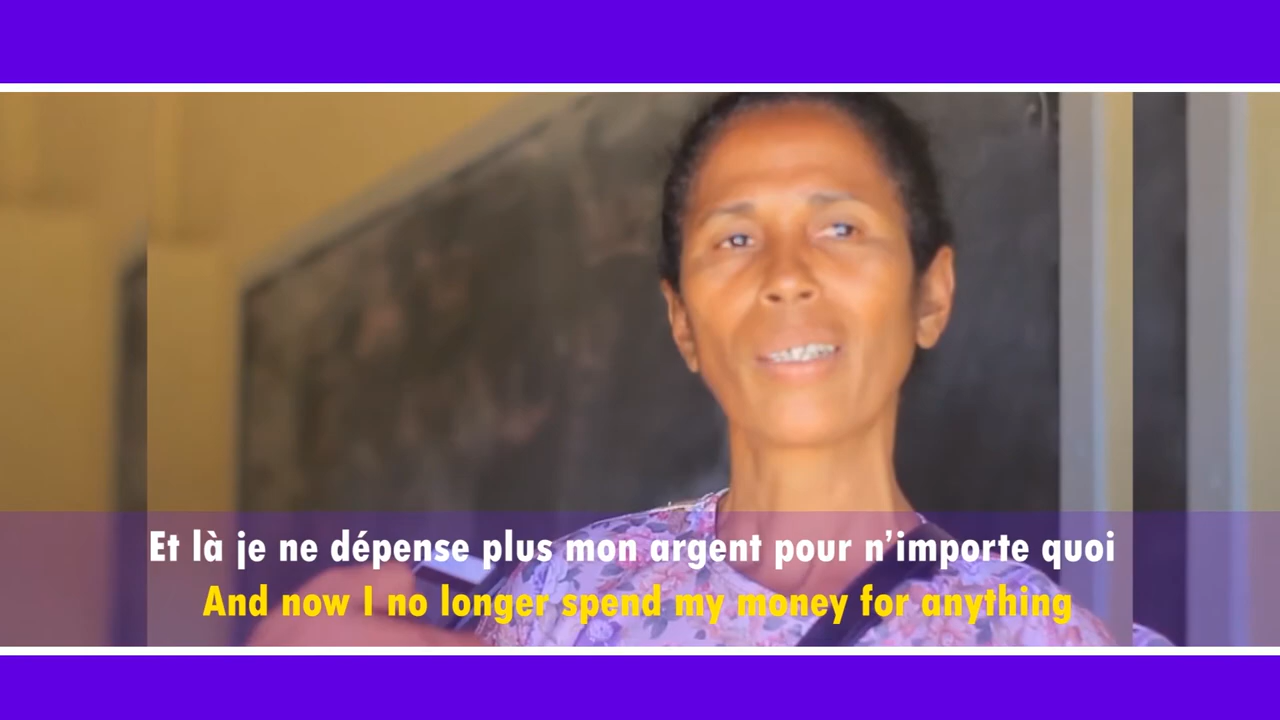 Et là je ne dépense plus mon argent pour n’importe quoi
And now I no longer spend my money for anything